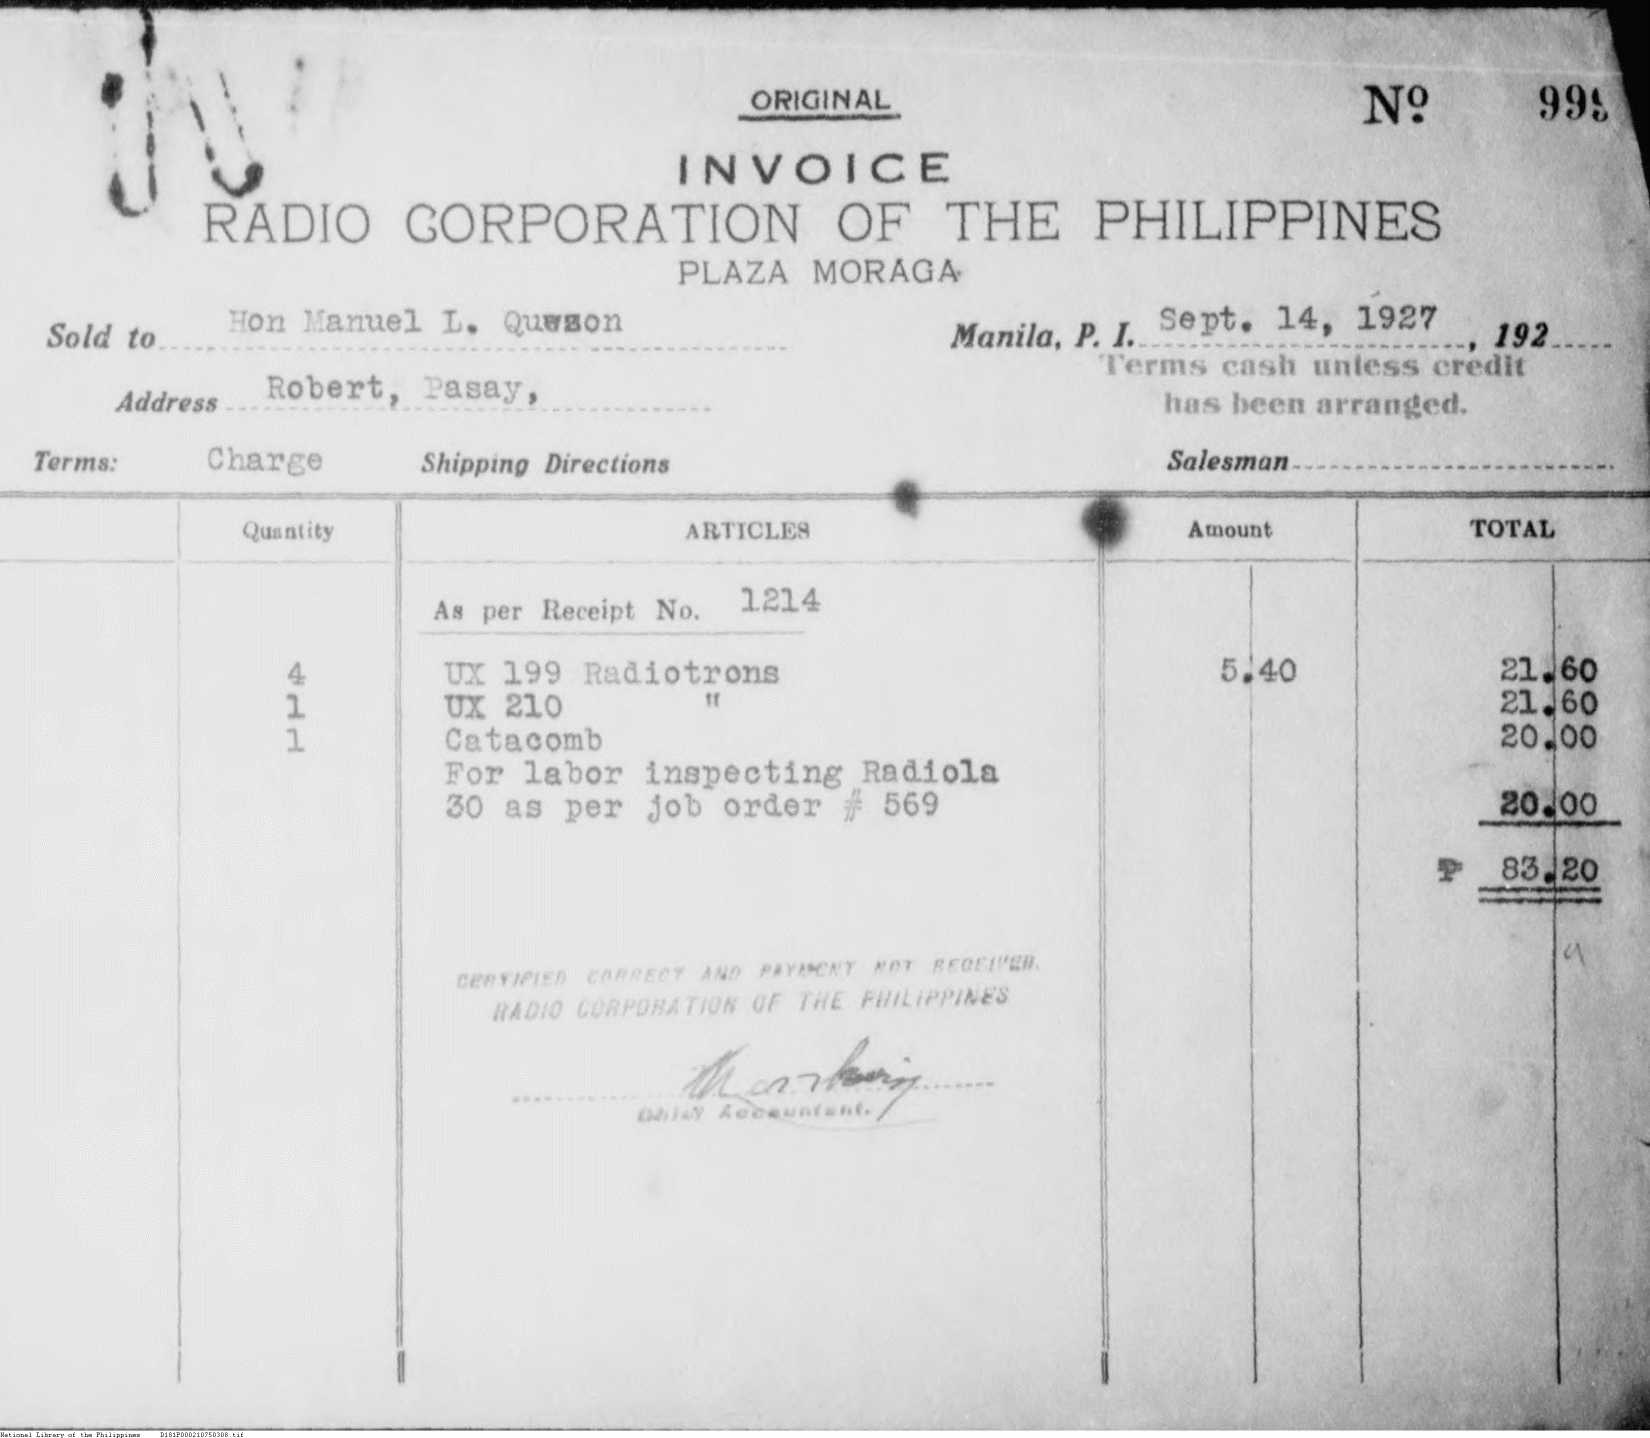 ORIGINAL
No. 999
INVOICE
RADIO CORPORATION OF THE PHILIPPINES
PLAZA MORAGA
Sold to Hon Manuel L. Quezon
Manila, P. I. Sept. 14, 1927, 192
Terms cash unless credit
has been arranged.
Address Robert, Pasay,
Terms: Charge Shipping Directions Salesman
Quantity ARTICLES Amount TOTAL
As per Receipt No. 1214
4 UX 199 Radiotrons 5.40 21.60
1 UX 210 " 21.60
1 Catacomb 20.00
For labor inspecting Radiola
30 as per job order # 569 20.00
₱ 83.20
CERTIFIED CORRECT AND PAYMENT NOT RECEIVED.
RADIO CORPORATION OF THE PHILIPPINES
Chief Accountant.
National Library of the Philippines D181P000210750308.tif